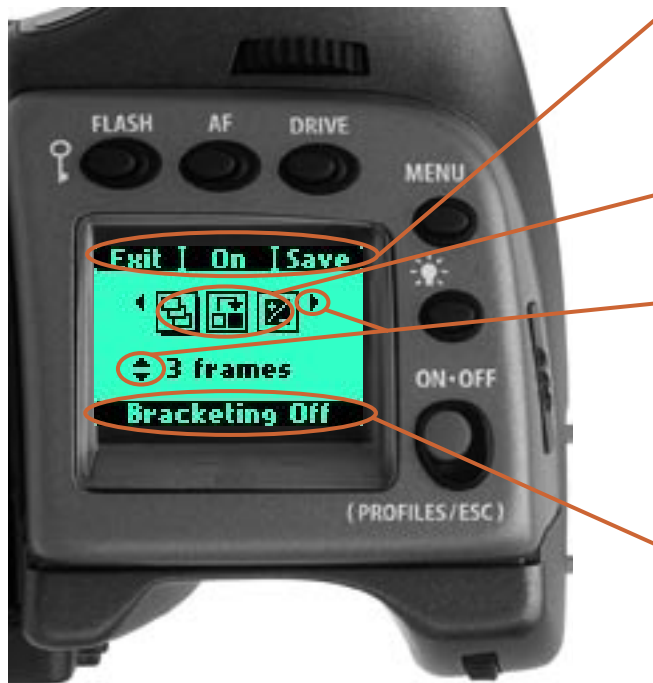 FLASH AF DRIVE
MENU
Exit On Save
3 frames
ON•OFF
Bracketing Off
(PROFILES/ESC)